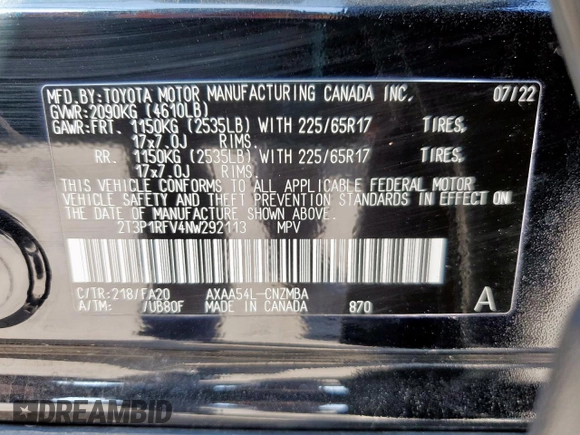 MFD.BY:TOYOTA MOTOR MANUFACTURING CANADA INC. 07/22
GVWR:2090KG (4610LB)
GAWR:FRT. 1150KG (2535LB) WITH 225/65R17 TIRES,
17x7.0J RIMS.
RR. 1150KG (2535LB) WITH 225/65R17 TIRES,
17x7.0J RIMS.
THIS VEHICLE CONFORMS TO ALL APPLICABLE FEDERAL MOTOR
VEHICLE SAFETY AND THEFT PREVENTION STANDARDS IN EFFECT ON
THE DATE OF MANUFACTURE SHOWN ABOVE.
2T3P1RFV4NW292113 MPV
C/TR:218/FA20 AXAA54L-CNZMBA
A/TM: /UB80F MADE IN CANADA 870 A
DREAMBID